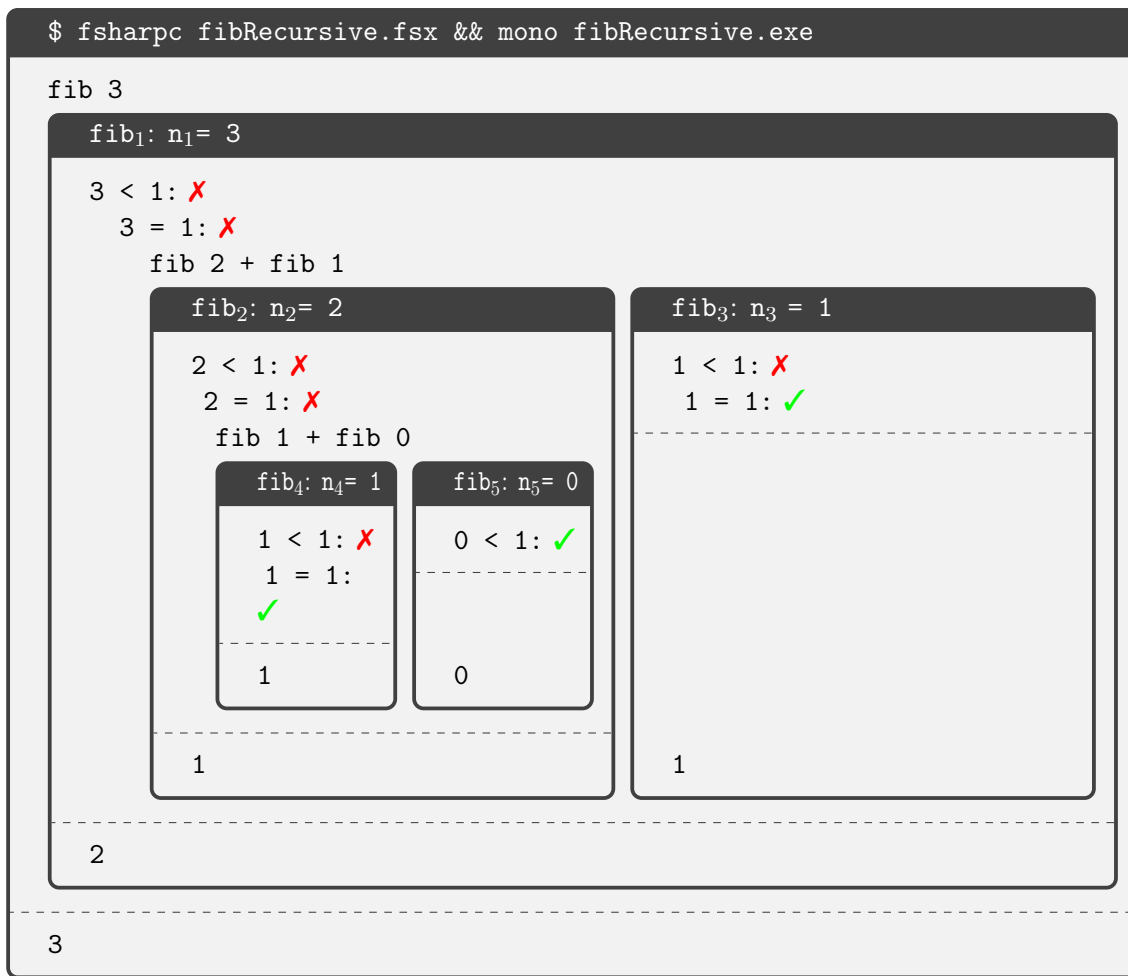 $ fsharpc fibRecursive.fsx && mono fibRecursive.exe
fib 3
fib₁: n₁= 3
3 < 1: ✗
3 = 1: ✗
fib 2 + fib 1
fib₂: n₂= 2
2 < 1: ✗
2 = 1: ✗
fib 1 + fib 0
fib₄: n₄= 1
1 < 1: ✗
1 = 1:
✓
1
fib₅: n₅= 0
0 < 1: ✓
0
1
fib₃: n₃ = 1
1 < 1: ✗
1 = 1: ✓
1
2
3